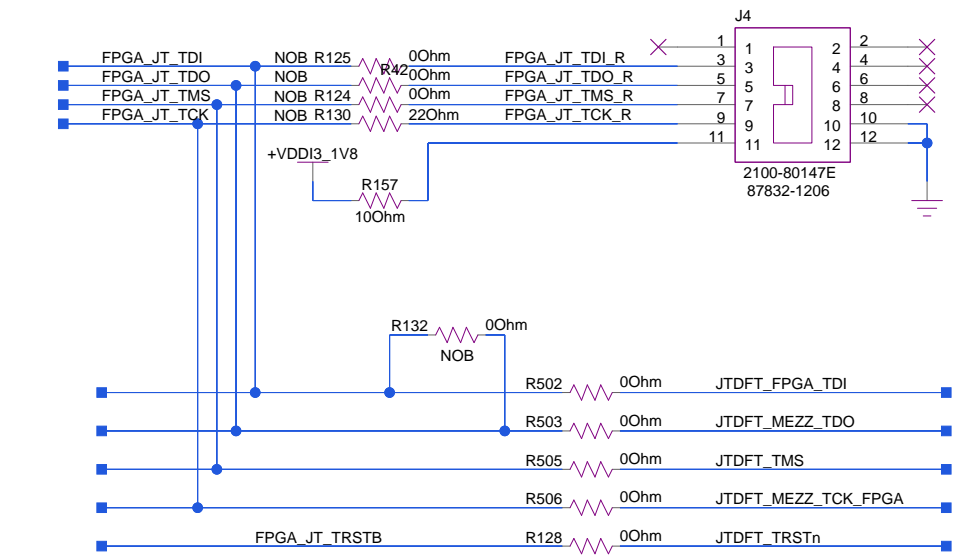 J4
FPGA_JT_TDI NOB R125 0Ohm FPGA_JT_TDI_R 3 3
FPGA_JT_TDO NOB R42 0Ohm FPGA_JT_TDO_R 5 5
FPGA_JT_TMS NOB R124 0Ohm FPGA_JT_TMS_R 7 7
FPGA_JT_TCK NOB R130 22Ohm FPGA_JT_TCK_R 9 9
1 1 2 2
4 4
6 6
8 8
10 10
11 11 12 12
2100-80147E
87832-1206
+VDDI3_1V8
R157
10Ohm
R132 0Ohm
NOB
R502 0Ohm JTDFT_FPGA_TDI
R503 0Ohm JTDFT_MEZZ_TDO
R505 0Ohm JTDFT_TMS
R506 0Ohm JTDFT_MEZZ_TCK_FPGA
FPGA_JT_TRSTB R128 0Ohm JTDFT_TRSTn